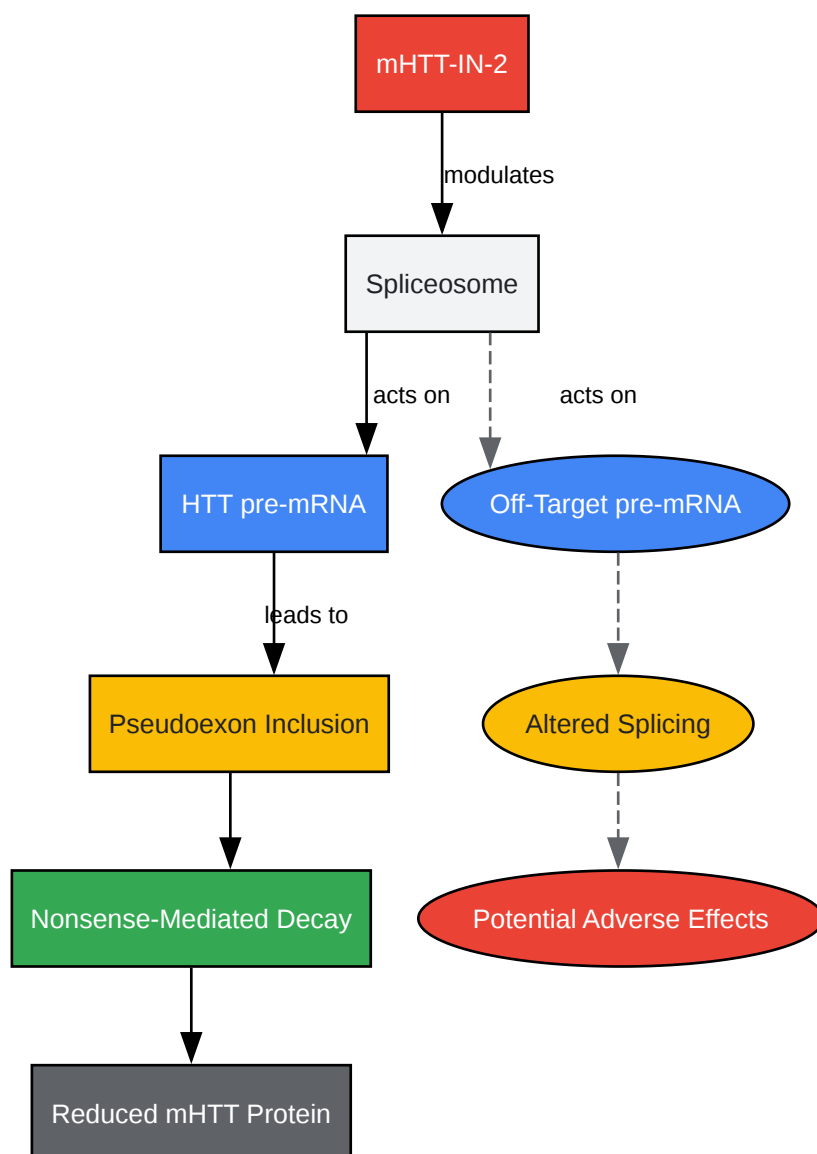 mHTT-IN-2
modulates
Spliceosome
acts on
acts on
HTT pre-mRNA
Off-Target pre-mRNA
leads to
Pseudoexon Inclusion
Altered Splicing
Nonsense-Mediated Decay
Potential Adverse Effects
Reduced mHTT Protein